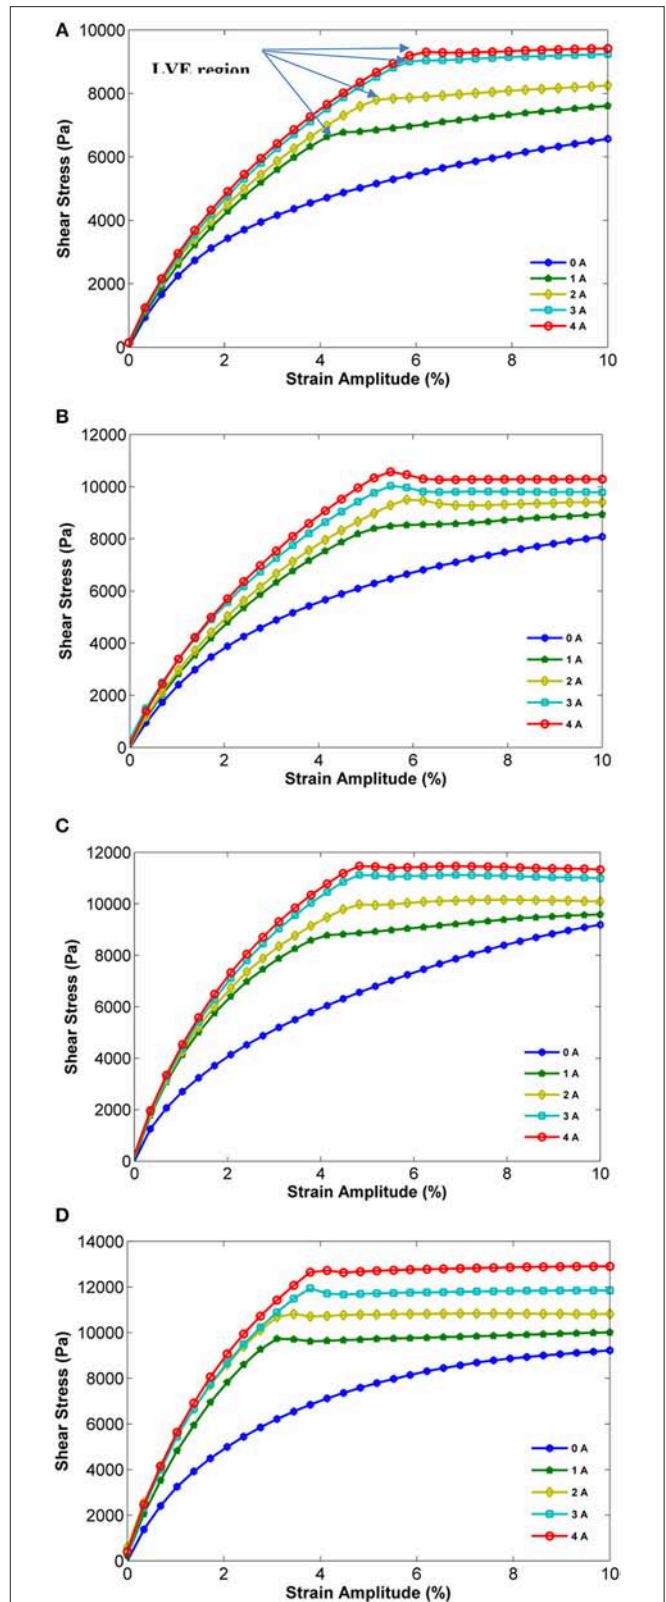 A
10000
8000
6000
4000
2000
0
Shear Stress (Pa)
LVE region
0 A
1 A
2 A
3 A
4 A
0 2 4 6 8 10
Strain Amplitude (%)
B
12000
10000
8000
6000
4000
2000
0
Shear Stress (Pa)
0 A
1 A
2 A
3 A
4 A
0 2 4 6 8 10
Strain Amplitude (%)
C
12000
10000
8000
6000
4000
2000
0
Shear Stress (Pa)
0 A
1 A
2 A
3 A
4 A
0 2 4 6 8 10
Strain Amplitude (%)
D
14000
12000
10000
8000
6000
4000
2000
0
Shear Stress (Pa)
0 A
1 A
2 A
3 A
4 A
0 2 4 6 8 10
Strain Amplitude (%)